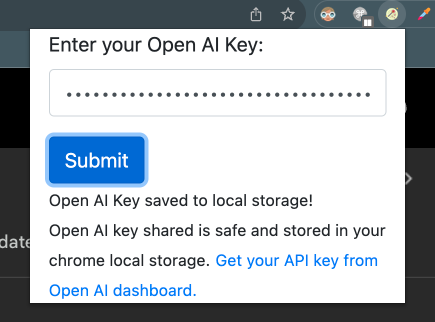 Enter your Open AI Key:
••••••••••••••••••••••••••••••••••
Submit
Open AI Key saved to local storage!
Open AI key shared is safe and stored in your
chrome local storage. Get your API key from
Open AI dashboard.
date